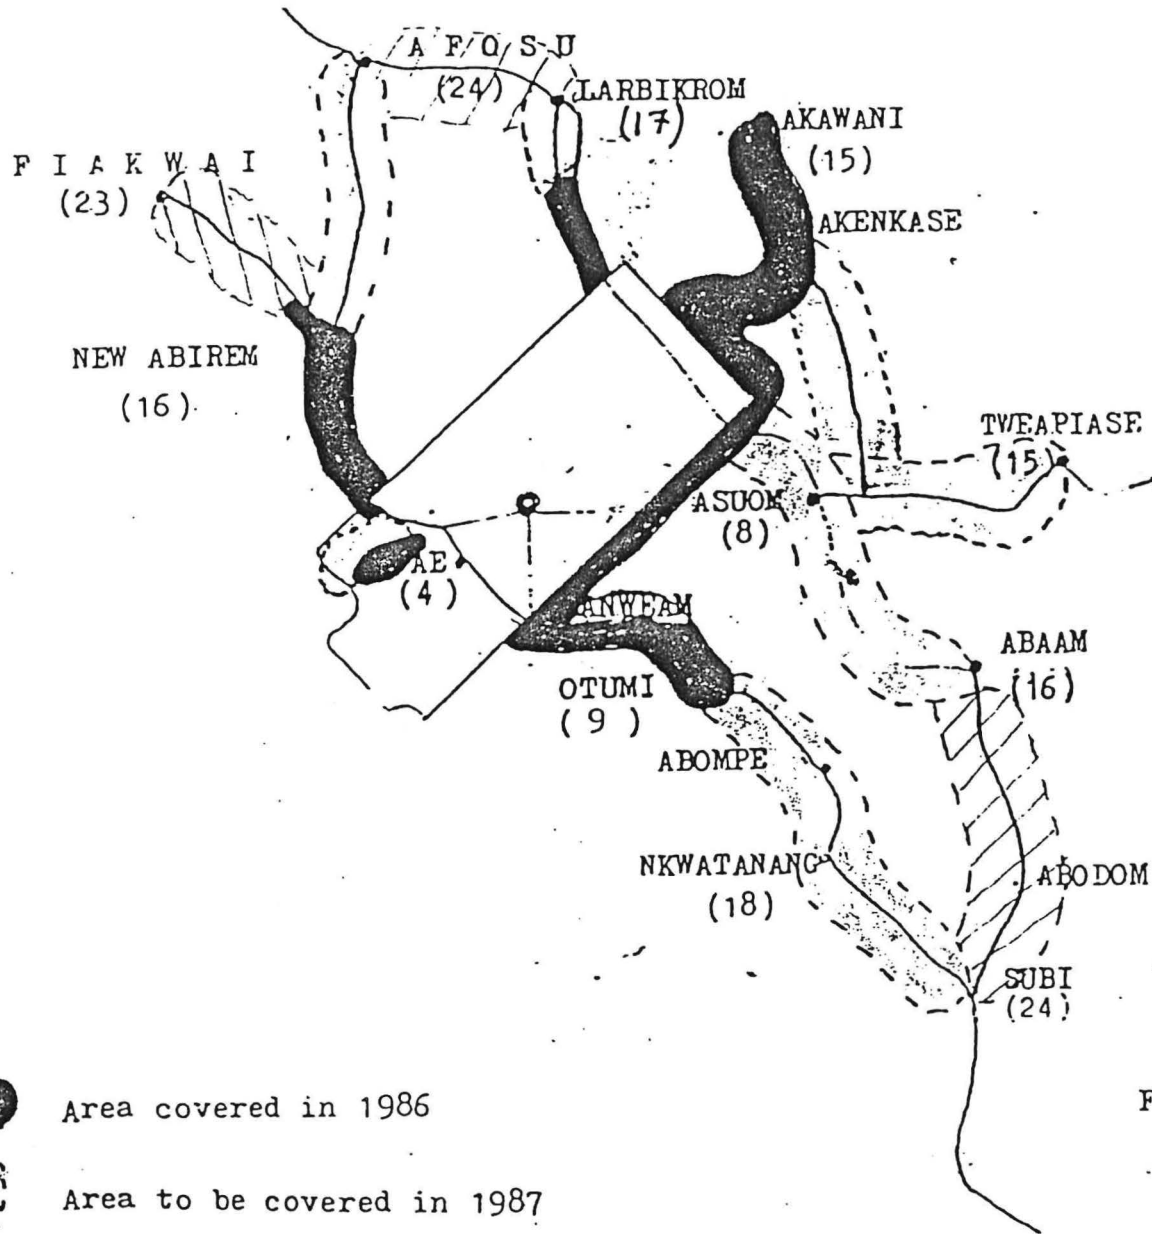 A F O S U
(24)
LARBIKROM
(17)
AKAWANI
(15)
F I A K W A I
(23)
AKENKASE
NEW ABIREM
(16)
TWEAPIASE
(15)
ASUOM
(8)
AE
(4)
ANWEAM
ABAAM
(16)
OTUMI
(9)
ABOMPE
NKWATANANG
(18)
ABODOM
SUBI
(24)
Area covered in 1986
F
Area to be covered in 1987